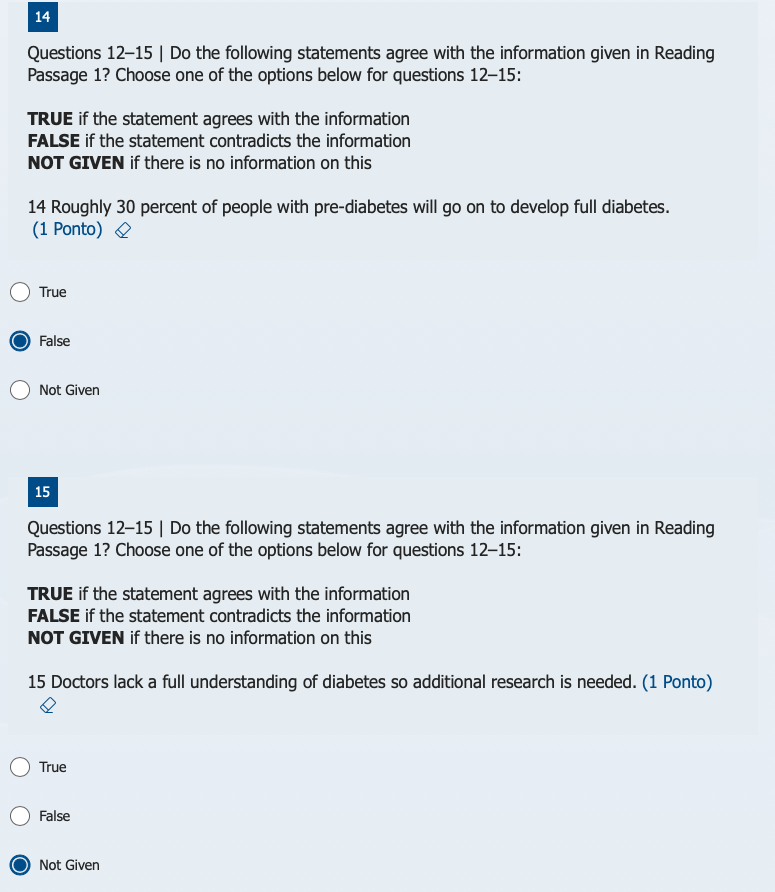 14
Questions 12–15 | Do the following statements agree with the information given in Reading
Passage 1? Choose one of the options below for questions 12–15:
TRUE if the statement agrees with the information
FALSE if the statement contradicts the information
NOT GIVEN if there is no information on this
14 Roughly 30 percent of people with pre-diabetes will go on to develop full diabetes.
(1 Ponto)
True
False
Not Given
15
Questions 12–15 | Do the following statements agree with the information given in Reading
Passage 1? Choose one of the options below for questions 12–15:
TRUE if the statement agrees with the information
FALSE if the statement contradicts the information
NOT GIVEN if there is no information on this
15 Doctors lack a full understanding of diabetes so additional research is needed. (1 Ponto)
True
False
Not Given